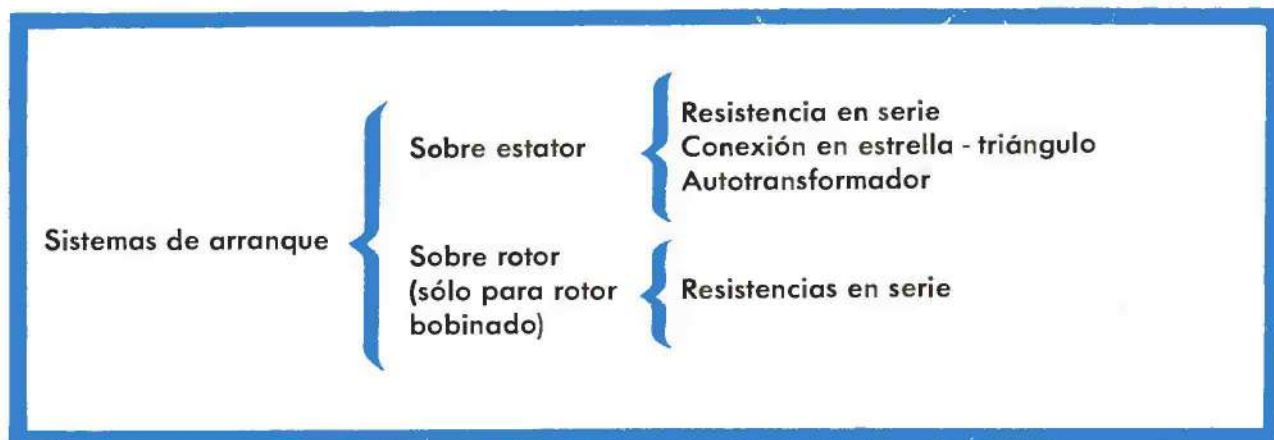 Sistemas de arranque
Sobre estator
Resistencia en serie
Conexión en estrella - triángulo
Autotransformador
Sobre rotor
(sólo para rotor
bobinado)
Resistencias en serie